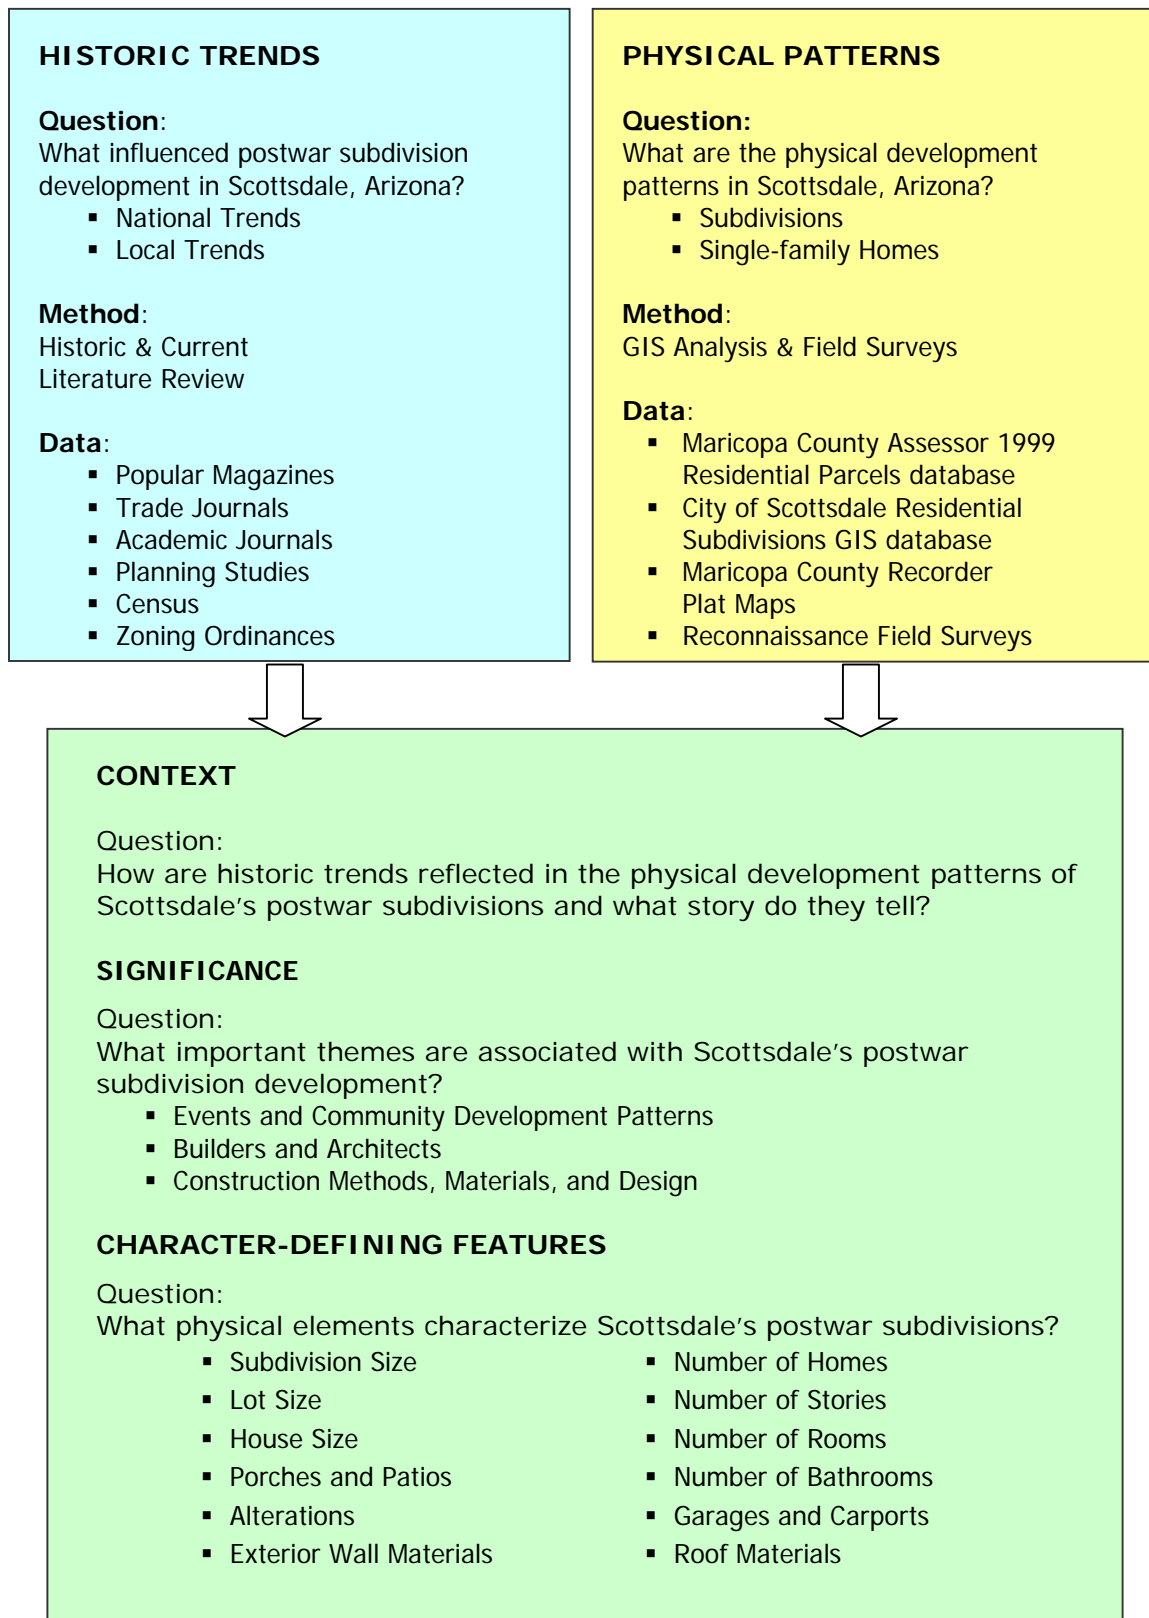 HISTORIC TRENDS
Question:
What influenced postwar subdivision
development in Scottsdale, Arizona?
▪ National Trends
▪ Local Trends
Method:
Historic & Current
Literature Review
Data:
▪ Popular Magazines
▪ Trade Journals
▪ Academic Journals
▪ Planning Studies
▪ Census
▪ Zoning Ordinances
PHYSICAL PATTERNS
Question:
What are the physical development
patterns in Scottsdale, Arizona?
▪ Subdivisions
▪ Single-family Homes
Method:
GIS Analysis & Field Surveys
Data:
▪ Maricopa County Assessor 1999
Residential Parcels database
▪ City of Scottsdale Residential
Subdivisions GIS database
▪ Maricopa County Recorder
Plat Maps
▪ Reconnaissance Field Surveys
CONTEXT
Question:
How are historic trends reflected in the physical development patterns of
Scottsdale’s postwar subdivisions and what story do they tell?
SIGNIFICANCE
Question:
What important themes are associated with Scottsdale’s postwar
subdivision development?
▪ Events and Community Development Patterns
▪ Builders and Architects
▪ Construction Methods, Materials, and Design
CHARACTER-DEFINING FEATURES
Question:
What physical elements characterize Scottsdale’s postwar subdivisions?
▪ Subdivision Size
▪ Lot Size
▪ House Size
▪ Porches and Patios
▪ Alterations
▪ Exterior Wall Materials
▪ Number of Homes
▪ Number of Stories
▪ Number of Rooms
▪ Number of Bathrooms
▪ Garages and Carports
▪ Roof Materials